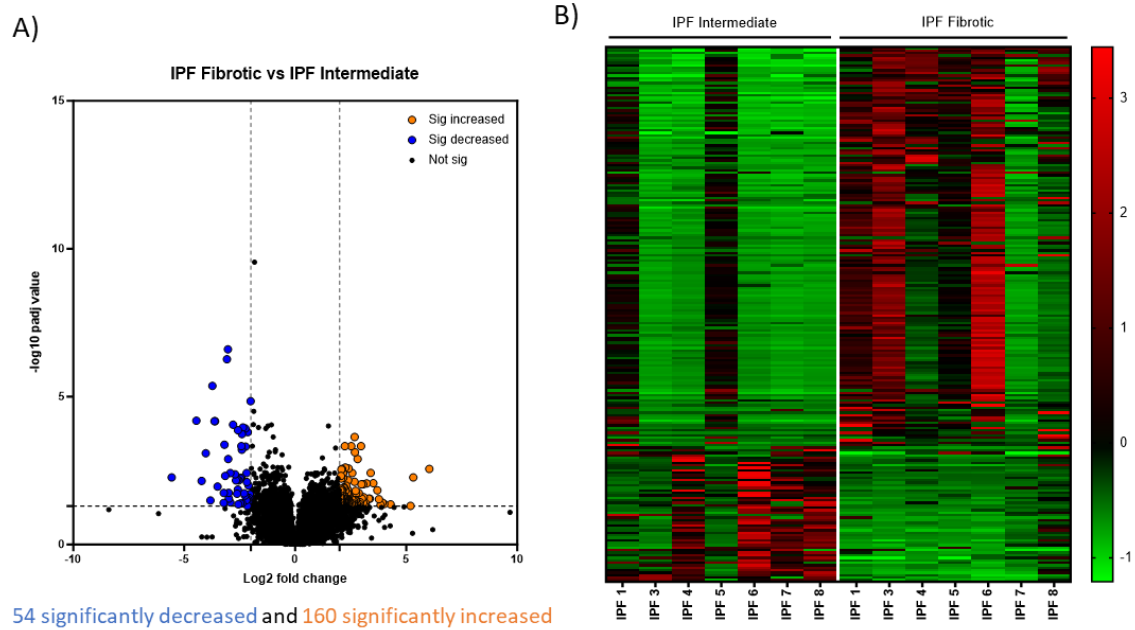 A)
IPF Fibrotic vs IPF Intermediate
15
10
5
0
-log10 padj value
Sig increased
Sig decreased
Not sig
-10
-5
0
5
10
Log2 fold change
54 significantly decreased and 160 significantly increased
B)
IPF Intermediate
IPF Fibrotic
3
2
1
0
-1
IPF 1
IPF 3
IPF 4
IPF 5
IPF 6
IPF 7
IPF 8
IPF 1
IPF 3
IPF 4
IPF 5
IPF 6
IPF 7
IPF 8